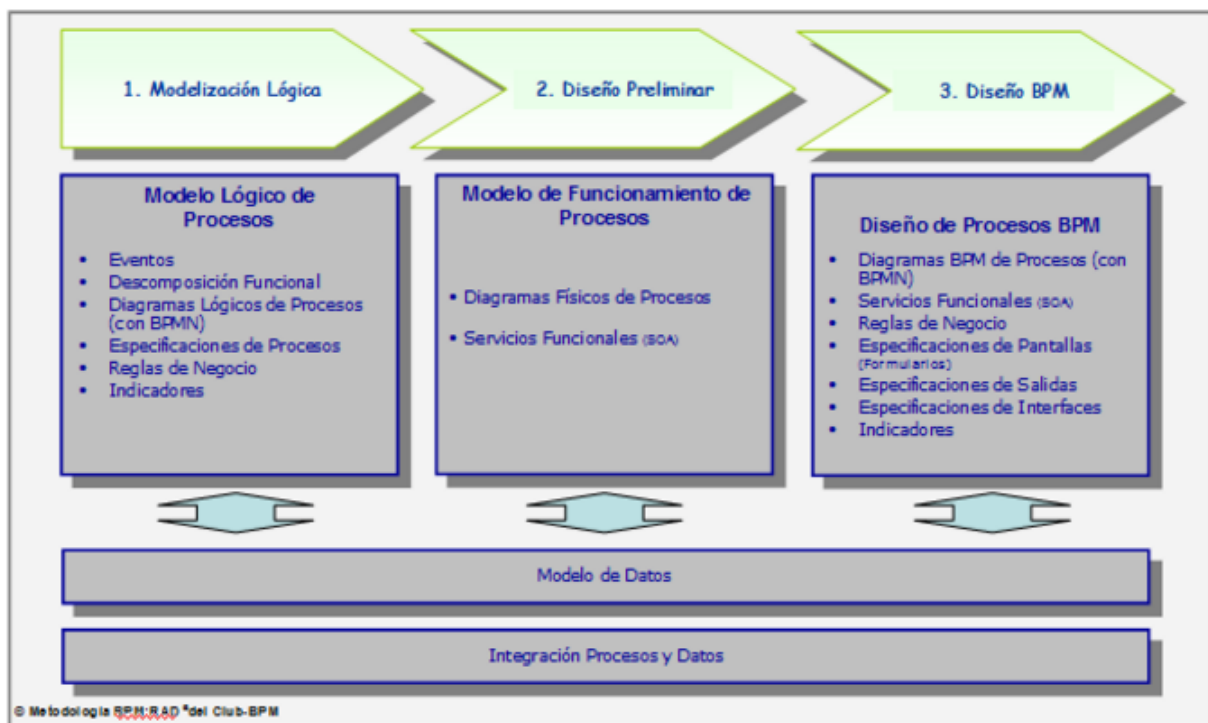 1. Modelización Lógica
2. Diseño Preliminar
3. Diseño BPM
Modelo Lógico de
Procesos
• Eventos
• Descomposición Funcional
• Diagramas Lógicos de Procesos
(con BPMN)
• Especificaciones de Procesos
• Reglas de Negocio
• Indicadores
Modelo de Funcionamiento de
Procesos
• Diagramas Físicos de Procesos
• Servicios Funcionales (SOA)
Diseño de Procesos BPM
• Diagramas BPM de Procesos (con
BPMN)
• Servicios Funcionales (SOA)
• Reglas de Negocio
• Especificaciones de Pantallas
(Formularios)
• Especificaciones de Salidas
• Especificaciones de Interfaces
• Indicadores
Modelo de Datos
Integración Procesos y Datos
© Metodología BPM:RAD ® del Club-BPM